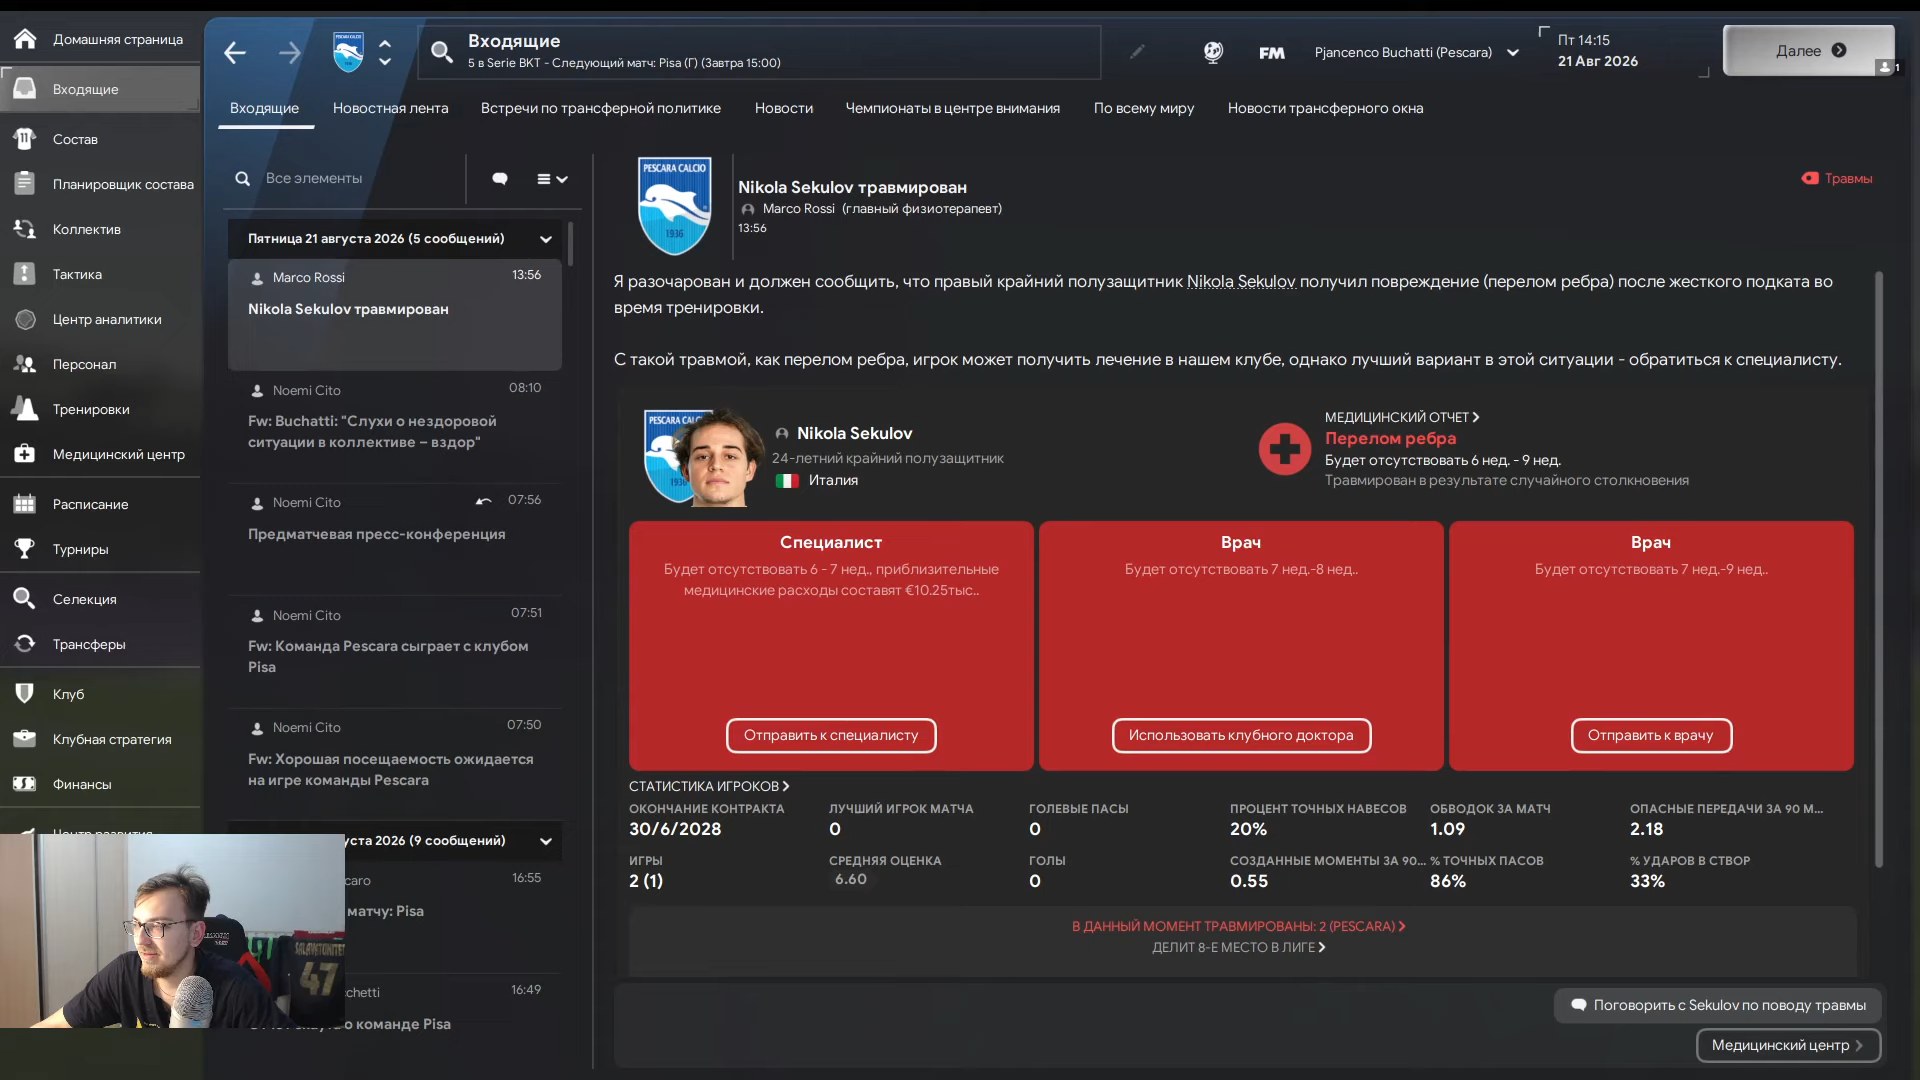 Домашняя страница
Входящие
Состав
Планировщик состава
Коллектив
Тактика
Центр аналитики
Персонал
Тренировки
Медицинский центр
Расписание
Турниры
Селекция
Трансферы
Клуб
Клубная стратегия
Финансы
Центр развития
Входящие
5 в Serie BKT - Следующий матч: Pisa (Г) (Завтра 15:00)
FM
Pjancenco Buchatti (Pescara)
Пт 14:15
21 Авг 2026
Далее
1
Входящие
Новостная лента
Встречи по трансферной политике
Новости
Чемпионаты в центре внимания
По всему миру
Новости трансферного окна
Все элементы
Пятница 21 августа 2026 (5 сообщений)
Marco Rossi 13:56
Nikola Sekulov травмирован
Noemi Cito 08:10
Fw: Buchatti: "Слухи о нездоровой
ситуации в коллективе – вздор"
Noemi Cito 07:56
Предматчевая пресс-конференция
Noemi Cito 07:51
Fw: Команда Pescara сыграет с клубом
Pisa
Noemi Cito 07:50
Fw: Хорошая посещаемость ожидается
на игре команды Pescara
уста 2026 (9 сообщений)
caro 16:55
матчу: Pisa
chetti 16:49
о команде Pisa
PESCARA CALCIO
1936
Nikola Sekulov травмирован
Marco Rossi (главный физиотерапевт)
13:56
Травмы
Я разочарован и должен сообщить, что правый крайний полузащитник Nikola Sekulov получил повреждение (перелом ребра) после жесткого подката во
время тренировки.
С такой травмой, как перелом ребра, игрок может получить лечение в нашем клубе, однако лучший вариант в этой ситуации - обратиться к специалисту.
Nikola Sekulov
24-летний крайний полузащитник
Италия
МЕДИЦИНСКИЙ ОТЧЕТ
Перелом ребра
Будет отсутствовать 6 нед. - 9 нед.
Травмирован в результате случайного столкновения
Специалист
Будет отсутствовать 6 - 7 нед., приблизительные
медицинские расходы составят €10.25тыс..
Отправить к специалисту
Врач
Будет отсутствовать 7 нед.-8 нед..
Использовать клубного доктора
Врач
Будет отсутствовать 7 нед.-9 нед..
Отправить к врачу
СТАТИСТИКА ИГРОКОВ
ОКОНЧАНИЕ КОНТРАКТА
30/6/2028
ЛУЧШИЙ ИГРОК МАТЧА
0
ГОЛЕВЫЕ ПАСЫ
0
ПРОЦЕНТ ТОЧНЫХ НАВЕСОВ
20%
ОБВОДОК ЗА МАТЧ
1.09
ОПАСНЫЕ ПЕРЕДАЧИ ЗА 90 М...
2.18
ИГРЫ
2 (1)
СРЕДНЯЯ ОЦЕНКА
6.60
ГОЛЫ
0
СОЗДАННЫЕ МОМЕНТЫ ЗА 90...
0.55
% ТОЧНЫХ ПАСОВ
86%
% УДАРОВ В СТВОР
33%
В ДАННЫЙ МОМЕНТ ТРАВМИРОВАНЫ: 2 (PESCARA)
ДЕЛИТ 8-Е МЕСТО В ЛИГЕ
Поговорить с Sekulov по поводу травмы
Медицинский центр
47